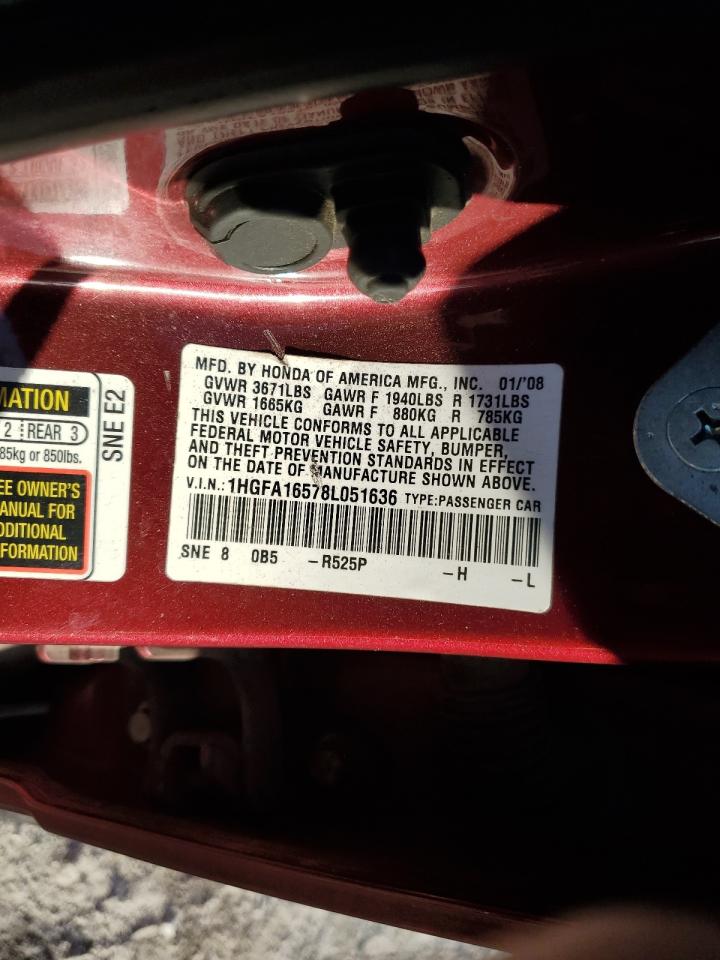 MATION
2 REAR 3
85kg or 850lbs.
EE OWNER'S
MANUAL FOR
DDITIONAL
FORMATION
SNE E2
MFD. BY HONDA OF AMERICA MFG., INC. 01/'08
GVWR 3671LBS GAWR F 1940LBS R 1731LBS
GVWR 1665KG GAWR F 880KG R 785KG
THIS VEHICLE CONFORMS TO ALL APPLICABLE
FEDERAL MOTOR VEHICLE SAFETY, BUMPER,
AND THEFT PREVENTION STANDARDS IN EFFECT
ON THE DATE OF MANUFACTURE SHOWN ABOVE.
V.I.N.: 1HGFA16578L051636 TYPE:PASSENGER CAR
SNE 8 0B5 -R525P -H -L